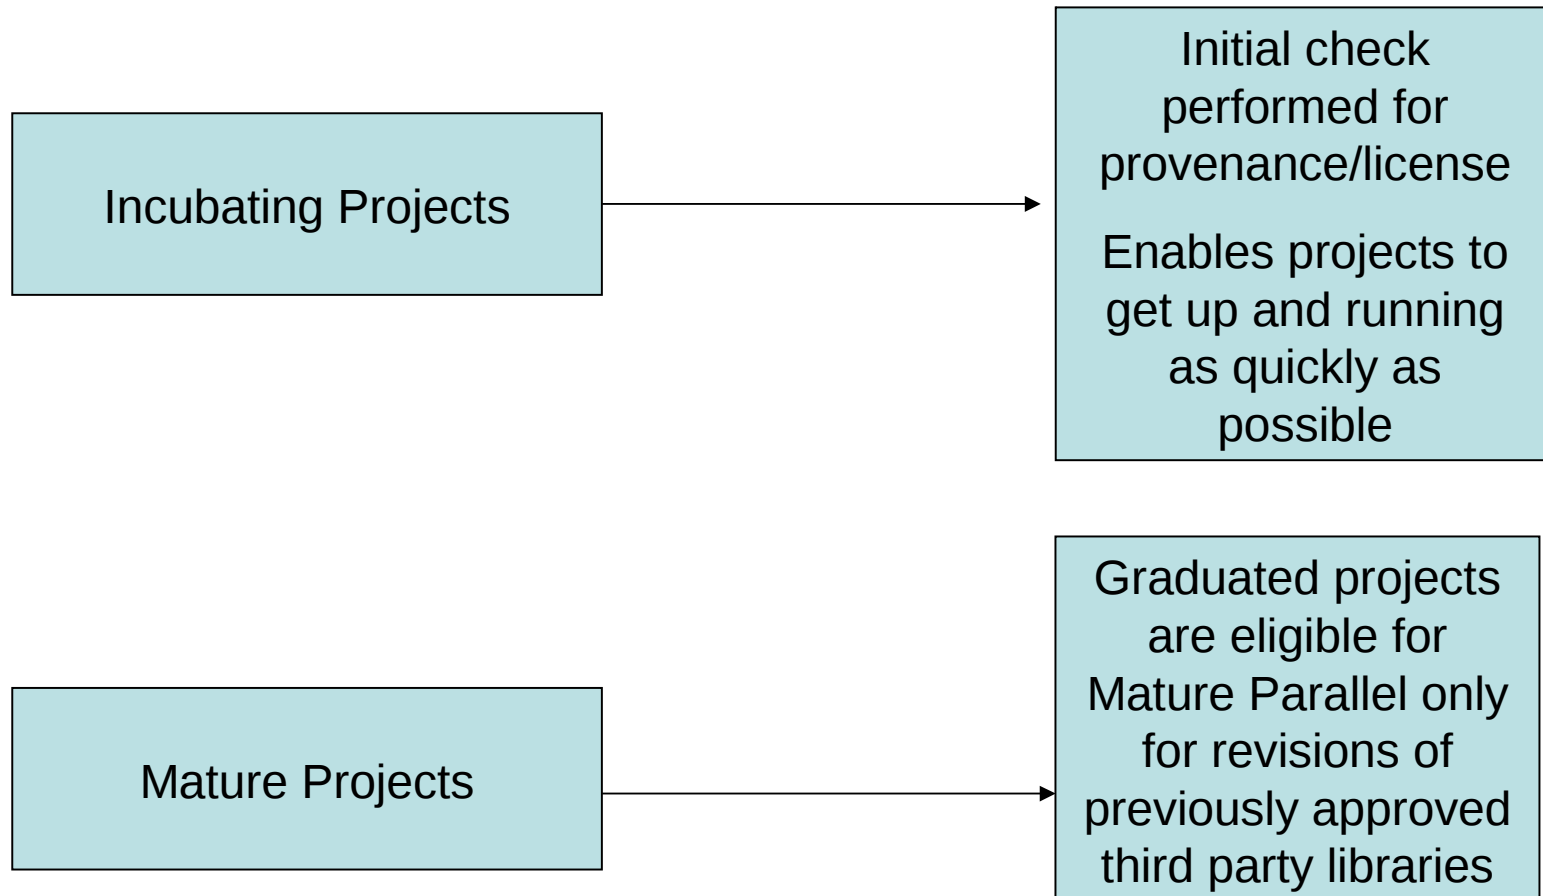 Incubating Projects
Initial check
performed for
provenance/license
Enables projects to
get up and running
as quickly as
possible
Mature Projects
Graduated projects
are eligible for
Mature Parallel only
for revisions of
previously approved
third party libraries